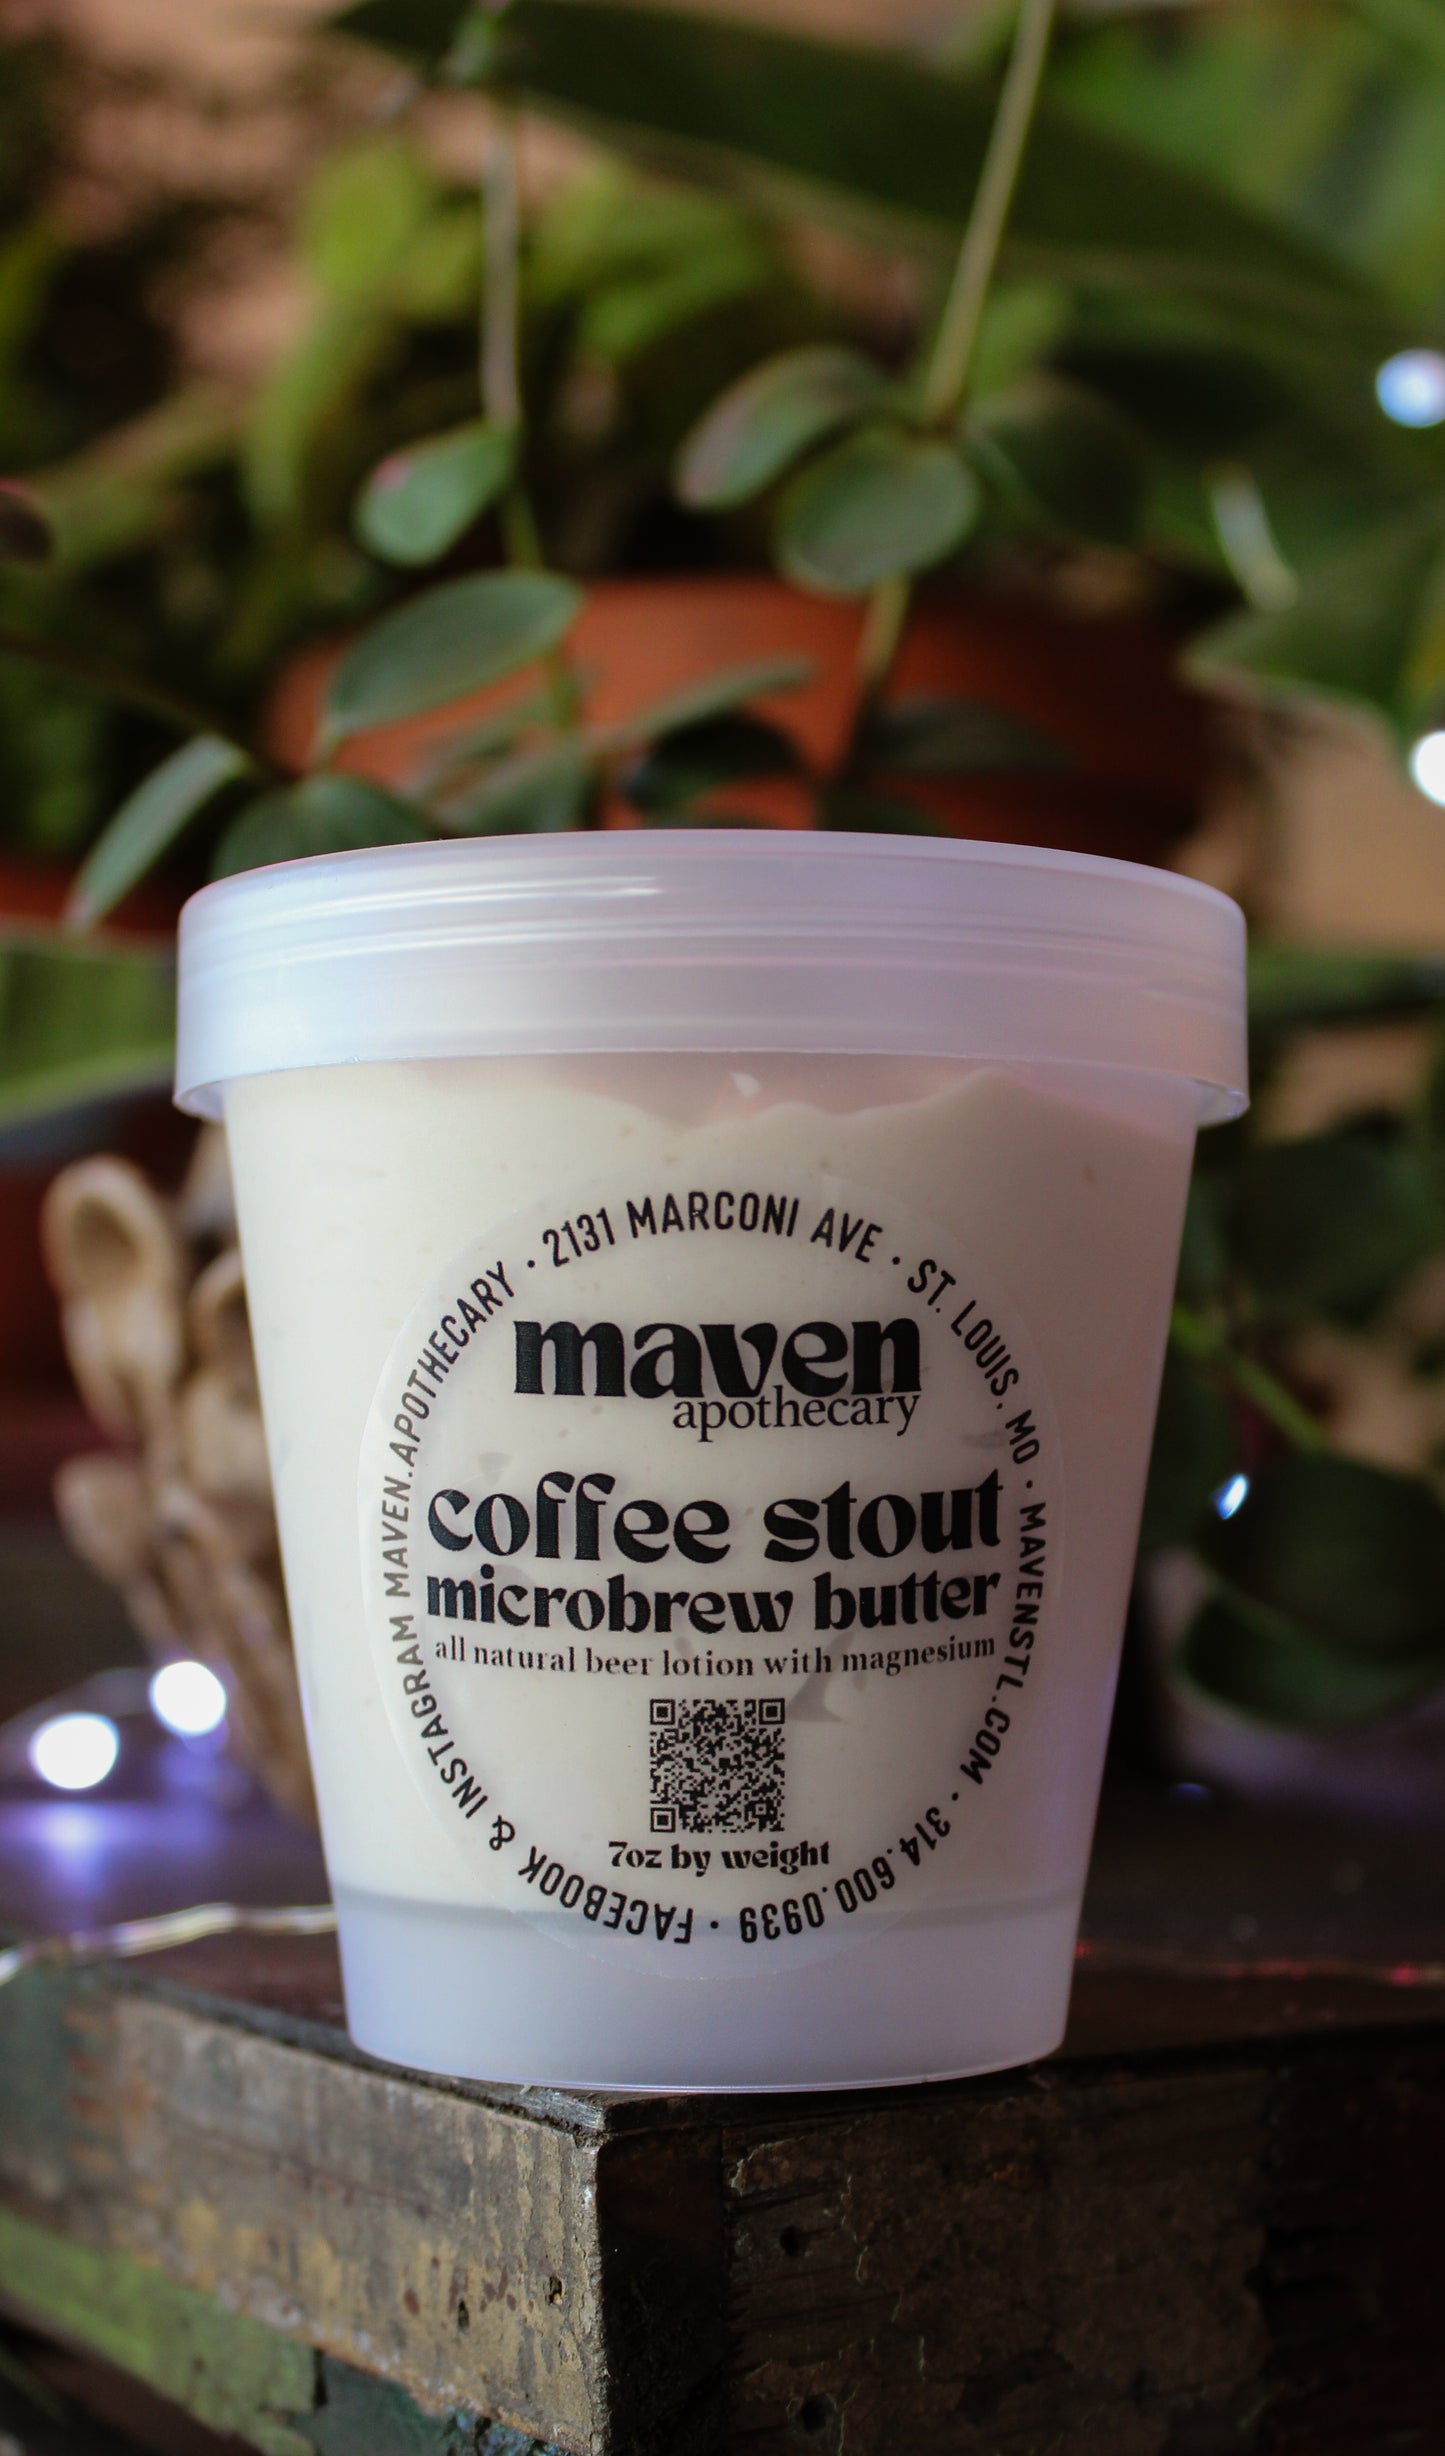 2131 MARCONI AVE · ST. LOUIS, MO · MAVENSTL.COM · 314.600.0939 · FACEBOOK & INSTAGRAM MAVEN.APOTHECARY ·
maven
apothecary
coffee stout
microbrew butter
all natural beer lotion with magnesium
7oz by weight